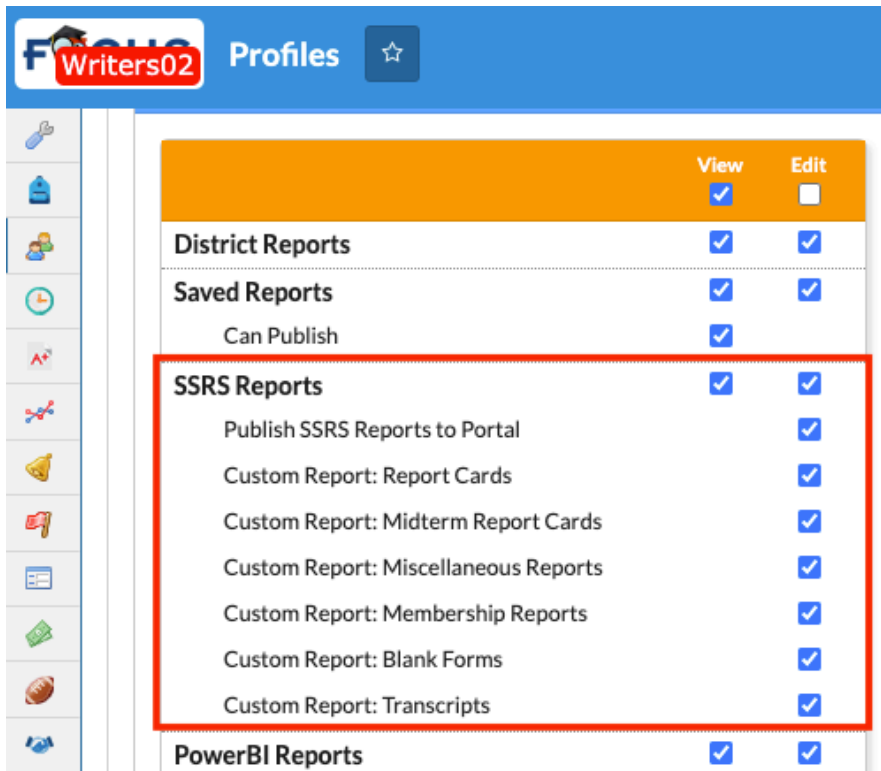 FOCUS
Writers02
Profiles
View Edit
District Reports
Saved Reports
Can Publish
SSRS Reports
Publish SSRS Reports to Portal
Custom Report: Report Cards
Custom Report: Midterm Report Cards
Custom Report: Miscellaneous Reports
Custom Report: Membership Reports
Custom Report: Blank Forms
Custom Report: Transcripts
PowerBI Reports
A+